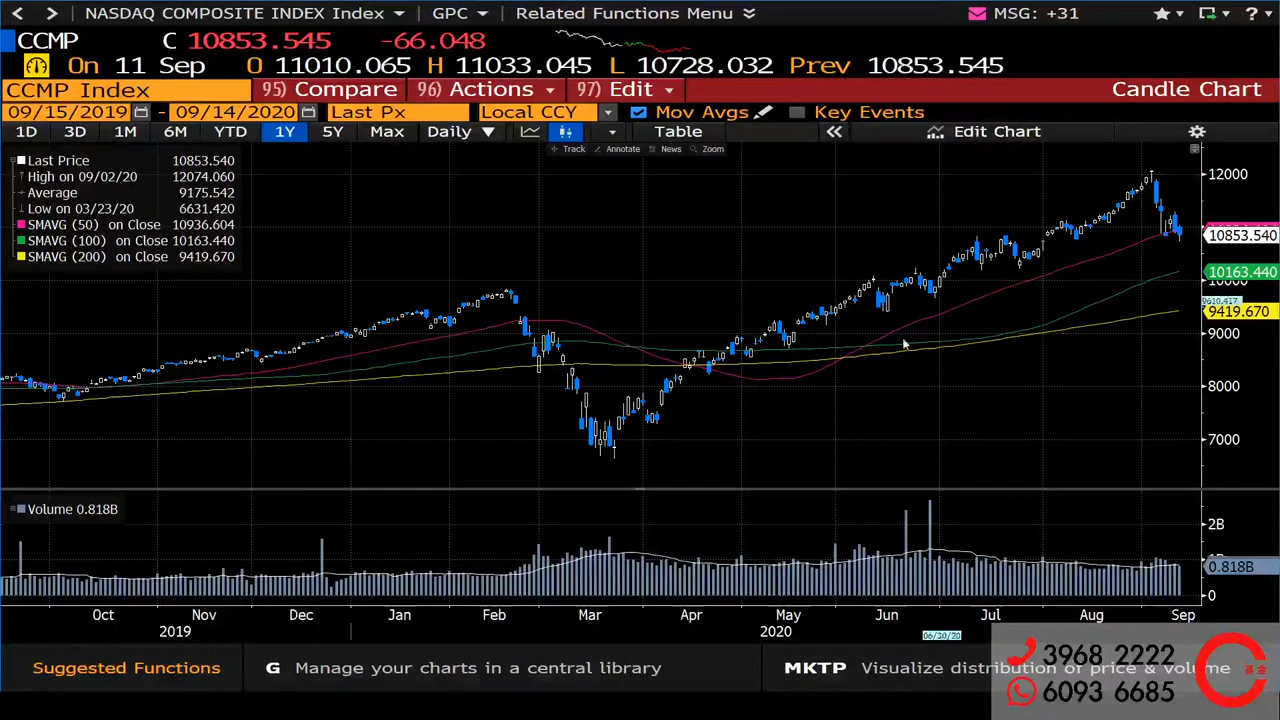 NASDAQ COMPOSITE INDEX Index GPC Related Functions Menu MSG: +31 ?
CCMP C 10853.545 -66.048
On 11 Sep O 11010.065 H 11033.045 L 10728.032 Prev 10853.545
CCMP Index 95) Compare 96) Actions 97) Edit Candle Chart
09/15/2019 - 09/14/2020 Last Px Local CCY Mov Avgs Key Events
1D 3D 1M 6M YTD 1Y 5Y Max Daily Table Edit Chart
Track Annotate News Zoom
Last Price 10853.540
High on 09/02/20 12074.060
Average 9175.542
Low on 03/23/20 6631.420
SMAVG (50) on Close 10936.604
SMAVG (100) on Close 10163.440
SMAVG (200) on Close 9419.670
12000
10853.540
10163.440
10000
9610.417
9419.670
9000
8000
7000
Volume 0.818B
2B
0.818B
0
Oct Nov Dec Jan Feb Mar Apr May Jun Jul Aug Sep
2019 2020 06/20/20
Suggested Functions G Manage your charts in a central library MKTP Visualize distribution of price & volume
3968 2222
6093 6685
基金